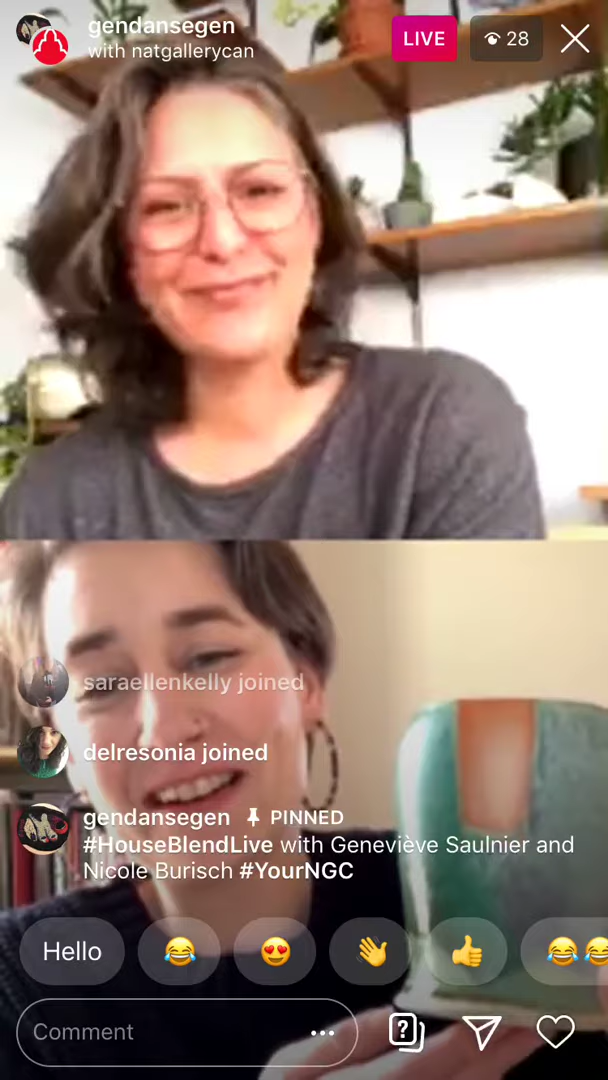 gendansegen
with natgallerycan
LIVE
28
saraellenkelly joined
delresonia joined
gendansegen PINNED
#HouseBlendLive with Geneviève Saulnier and
Nicole Burisch #YourNGC
Hello
Comment